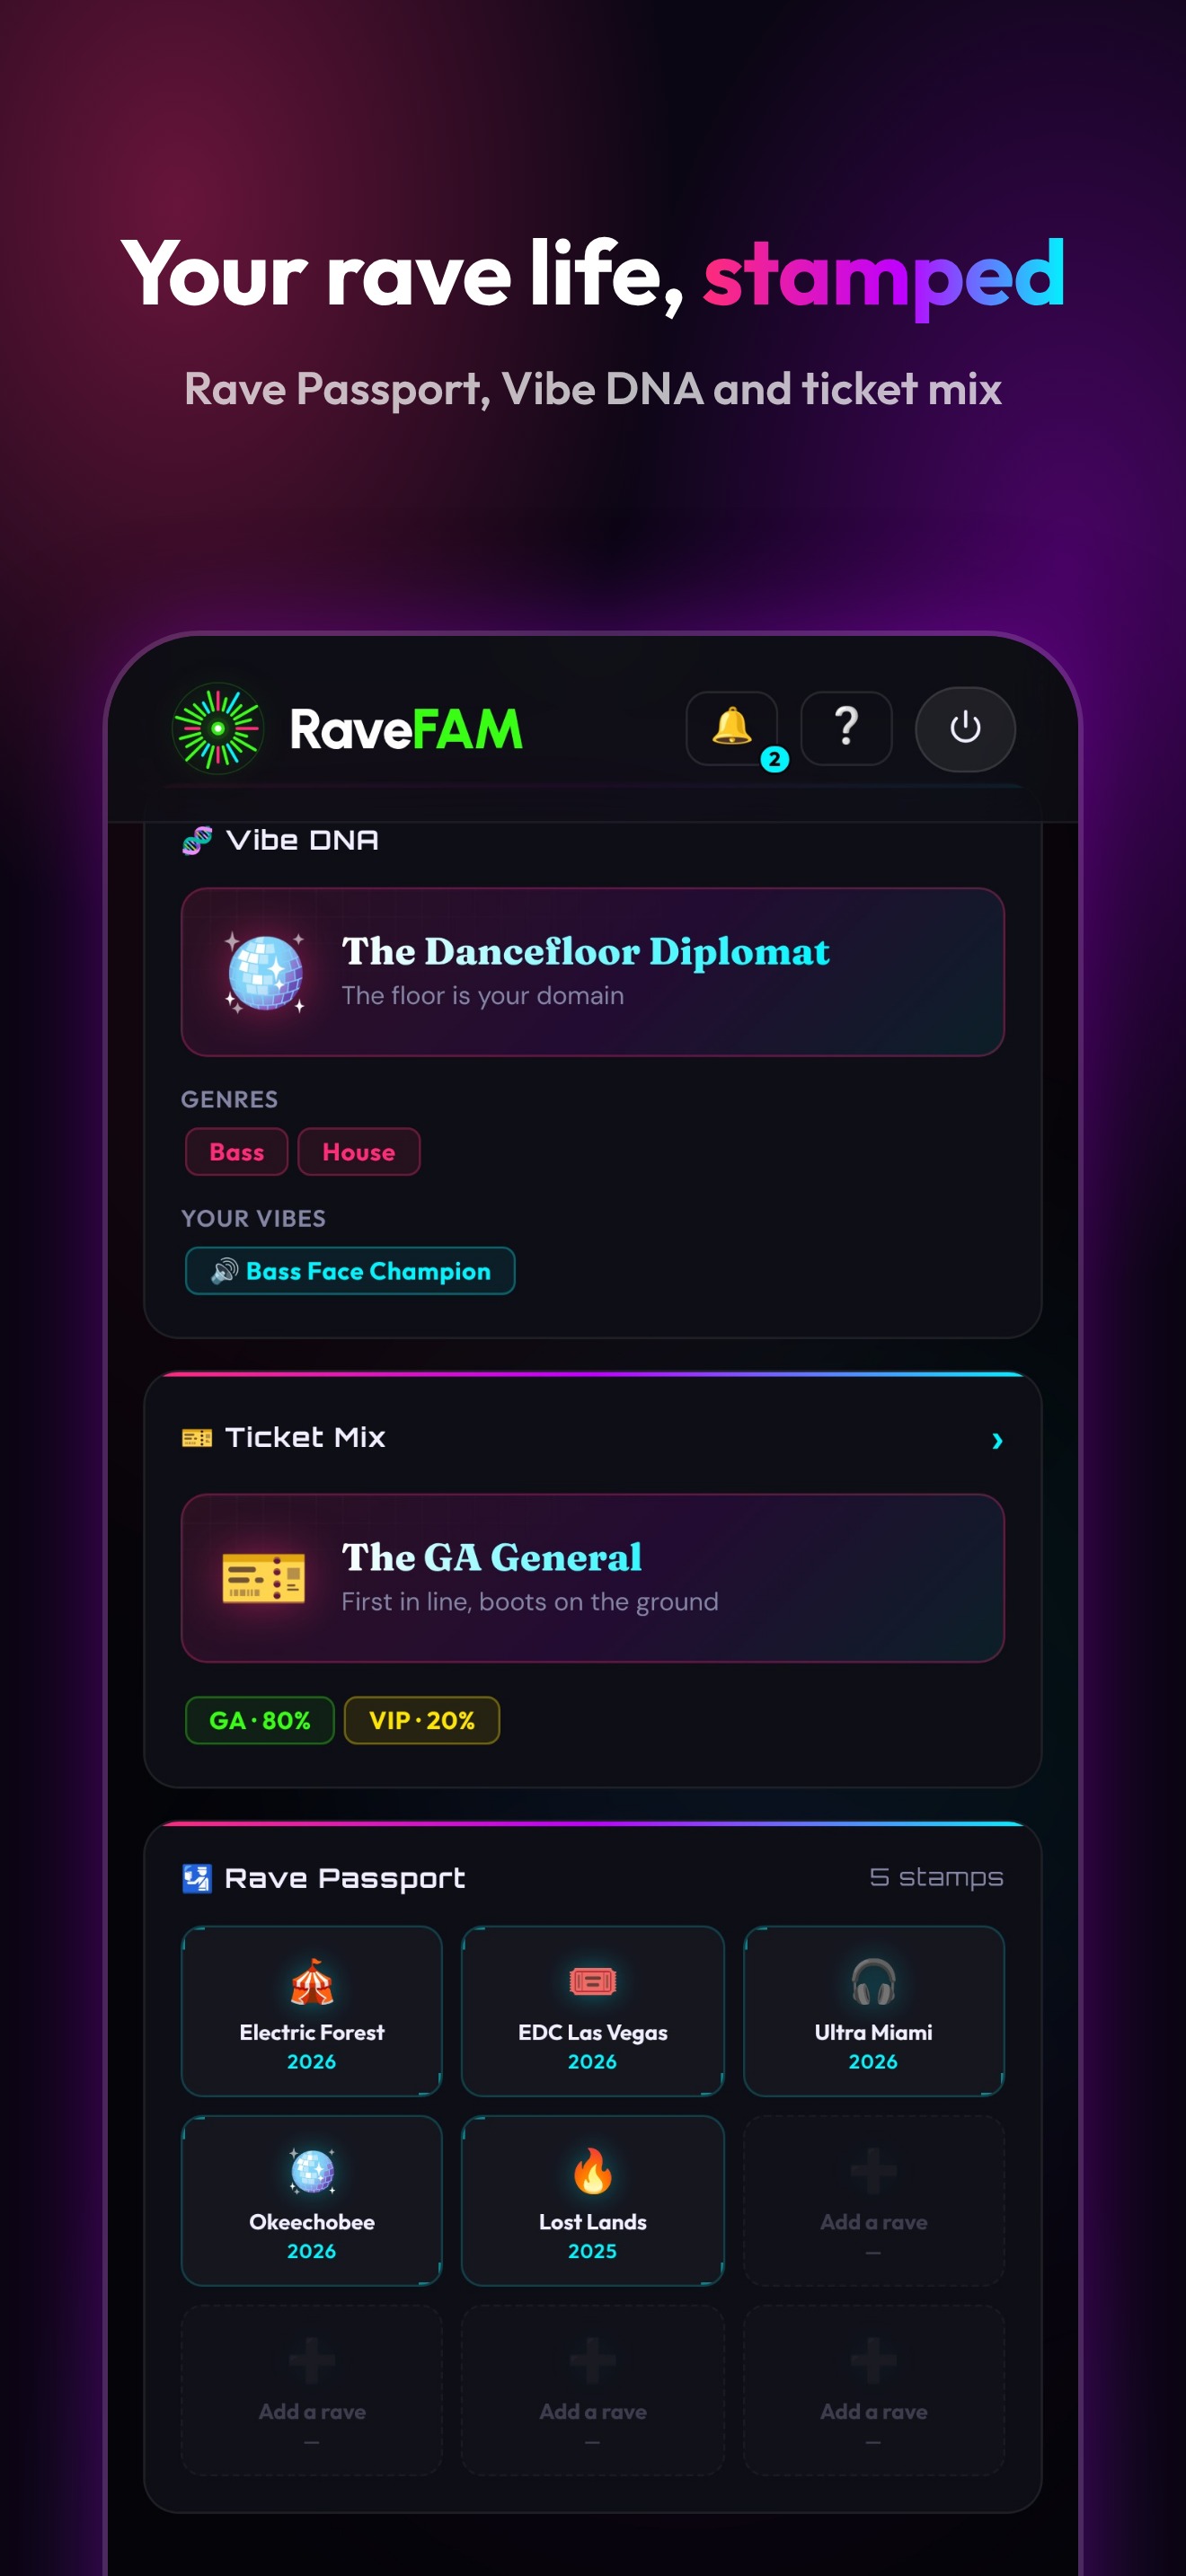 Your rave life, stamped
Rave Passport, Vibe DNA and ticket mix
RaveFAM
2
Vibe DNA
The Dancefloor Diplomat
The floor is your domain
GENRES
Bass House
YOUR VIBES
Bass Face Champion
Ticket Mix
The GA General
First in line, boots on the ground
GA · 80% VIP · 20%
Rave Passport 5 stamps
Electric Forest EDC Las Vegas Ultra Miami
2026 2026 2026
Okeechobee Lost Lands Add a rave
2026 2025 —
Add a rave Add a rave Add a rave
— — —